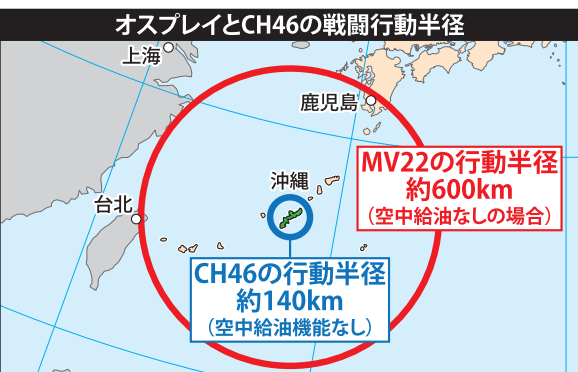 オスプレイとCH46の戦闘行動半径
上海
鹿児島
MV22の行動半径
約600km
（空中給油なしの場合）
沖縄
台北
CH46の行動半径
約140km
（空中給油機能なし）